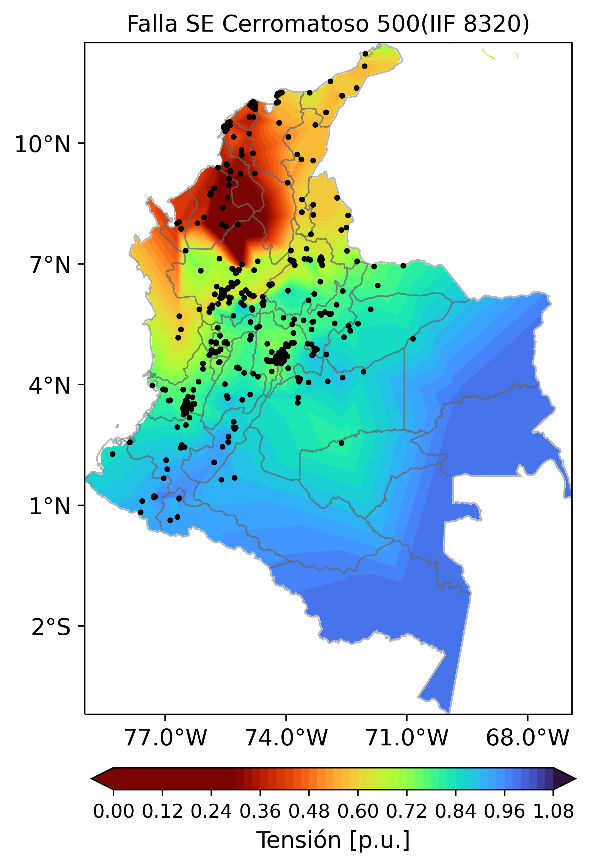 Falla SE Cerromatoso 500(IIF 8320)
10°N
7°N
4°N
1°N
2°S
77.0°W 74.0°W 71.0°W 68.0°W
0.00 0.12 0.24 0.36 0.48 0.60 0.72 0.84 0.96 1.08
Tensión [p.u.]